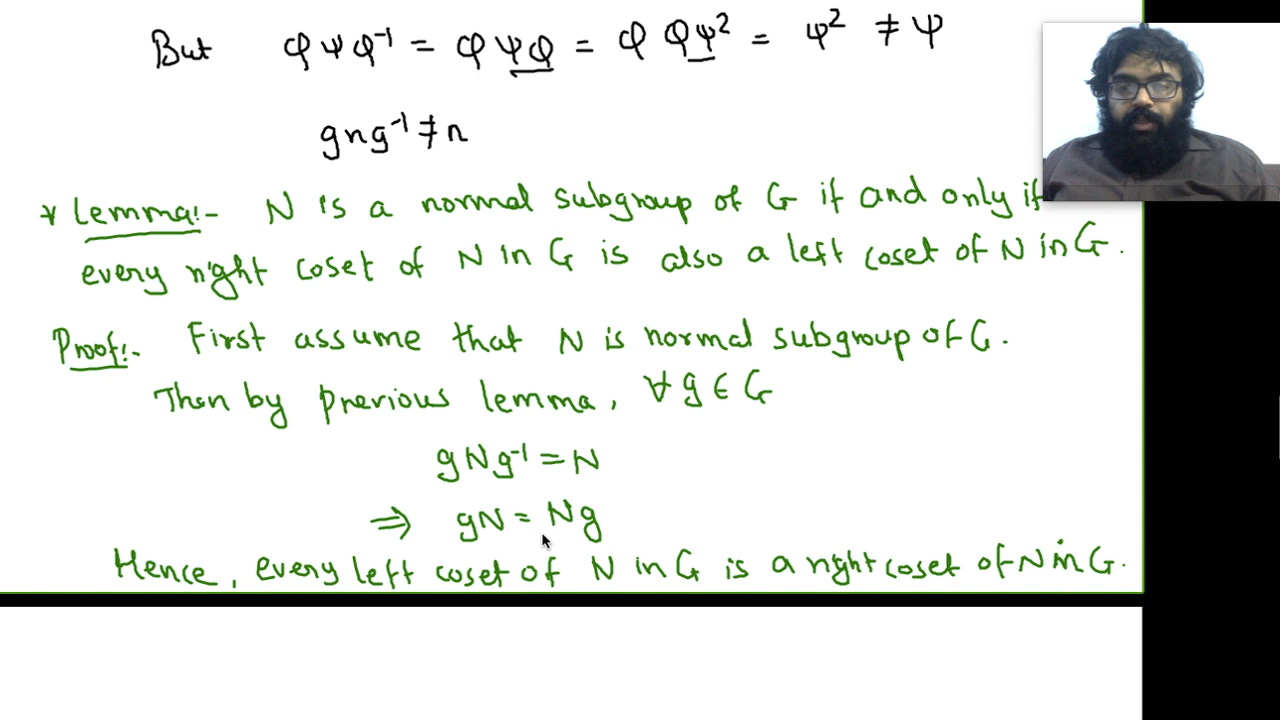 But φψφ⁻¹ = φψφ = φφψ² = ψ² ≠ ψ
gng⁻¹ ≠ n
* Lemma:- N is a normal subgroup of G if and only if
every right coset of N in G is also a left coset of N in G.
Proof:- First assume that N is normal subgroup of G.
Then by previous lemma, ∀ g ∈ G
gNg⁻¹ = N
⇒ gN = Ng
Hence, every left coset of N in G is a right coset of N in G.